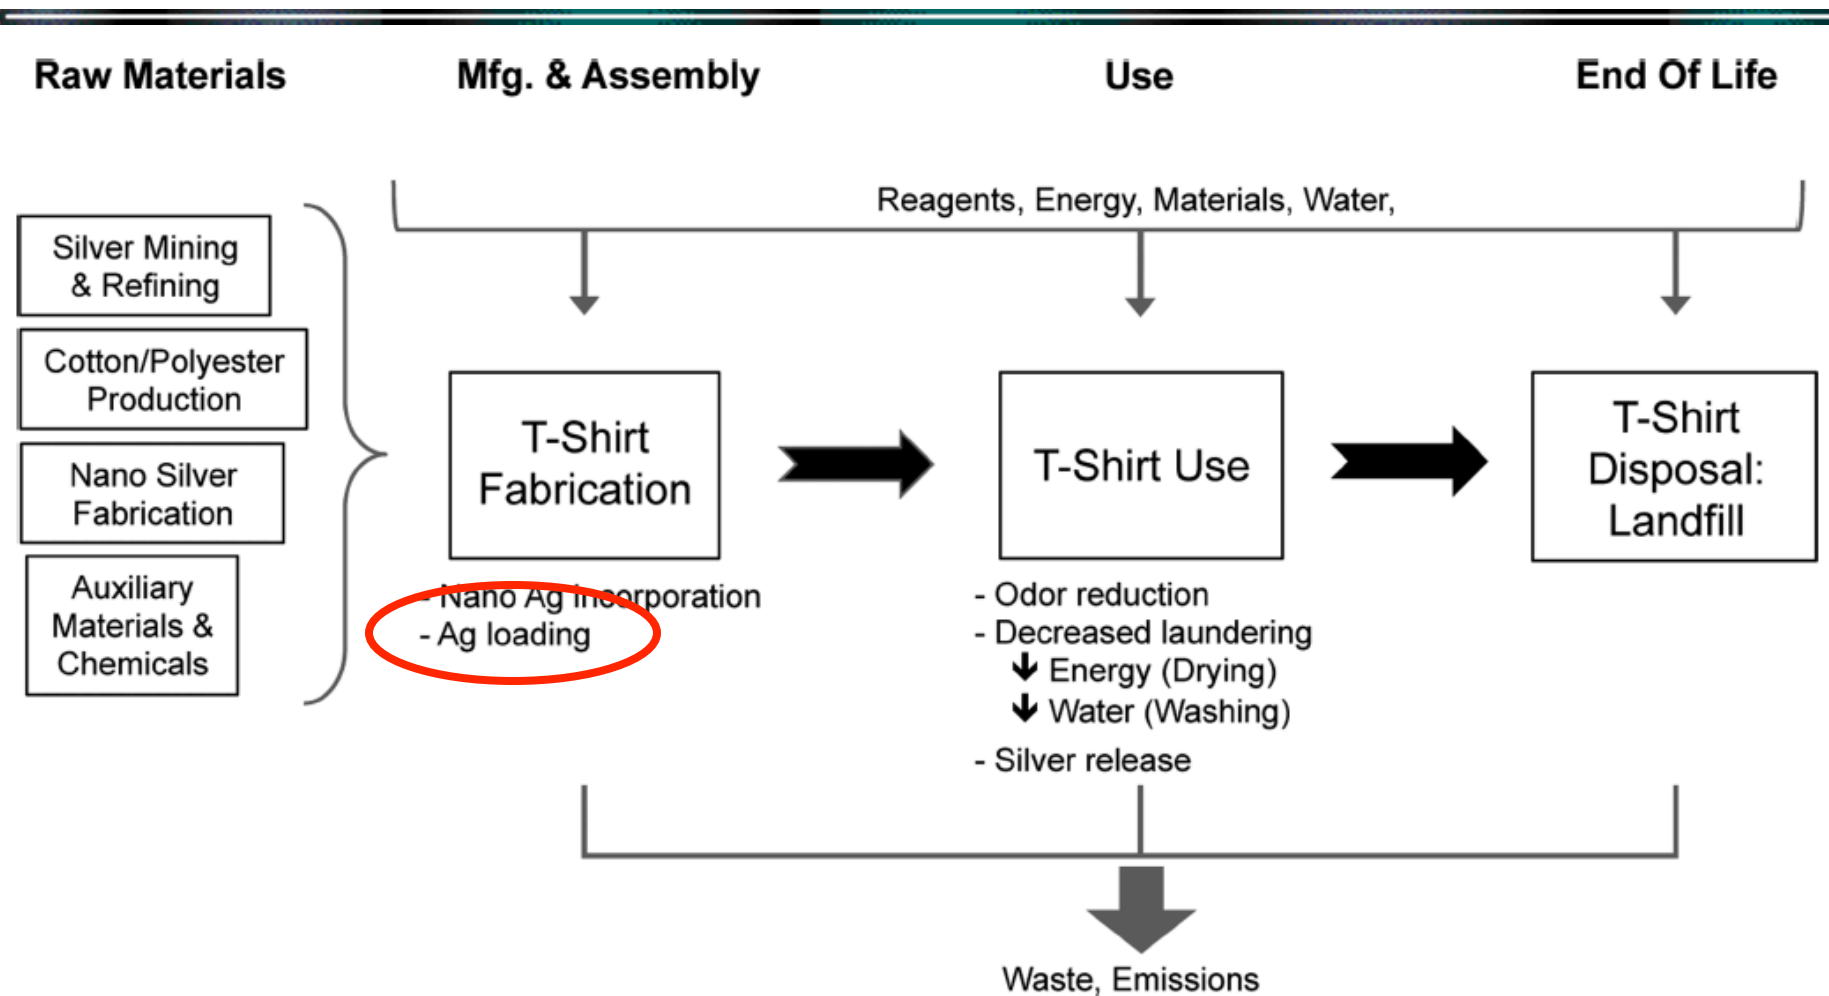 Raw Materials
Mfg. & Assembly
Use
End Of Life
Reagents, Energy, Materials, Water,
Silver Mining
& Refining
Cotton/Polyester
Production
Nano Silver
Fabrication
Auxiliary
Materials &
Chemicals
T-Shirt
Fabrication
- Nano Ag Incorporation
- Ag loading
T-Shirt Use
- Odor reduction
- Decreased laundering
🡻 Energy (Drying)
🡻 Water (Washing)
- Silver release
T-Shirt
Disposal:
Landfill
Waste, Emissions